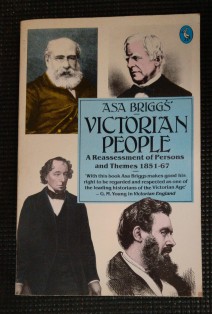 ASA BRIGGS'
VICTORIAN
PEOPLE
A Reassessment of Persons
and Themes 1851-67
'With this book Asa Briggs makes good his
right to be regarded and respected as one of
the leading historians of the Victorian Age'
– G. M. Young, in Victorian England